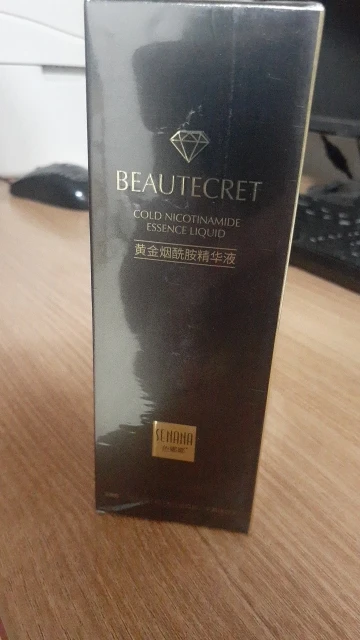 BEAUTECRET
COLD NICOTINAMIDE
ESSENCE LIQUID
黄金烟酰胺精华液
SENANA